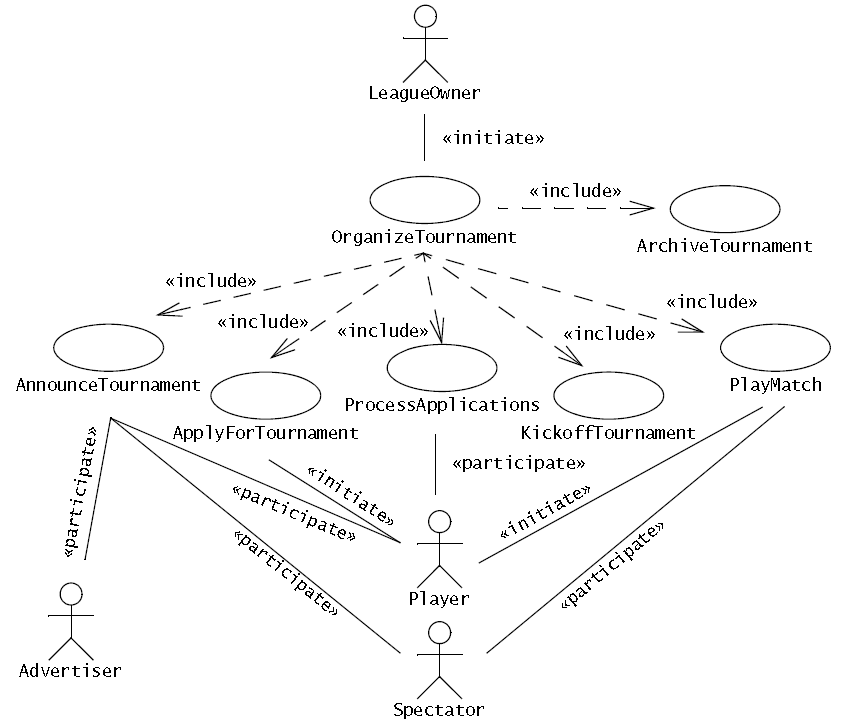 LeagueOwner
«initiate»
«include»
OrganizeTournament
ArchiveTournament
«include»
«include»
«include»
«include»
«include»
AnnounceTournament
ApplyForTournament
ProcessApplications
KickoffTournament
PlayMatch
«participate»
«initiate»
«participate»
«participate»
«participate»
«initiate»
«participate»
Player
Advertiser
Spectator